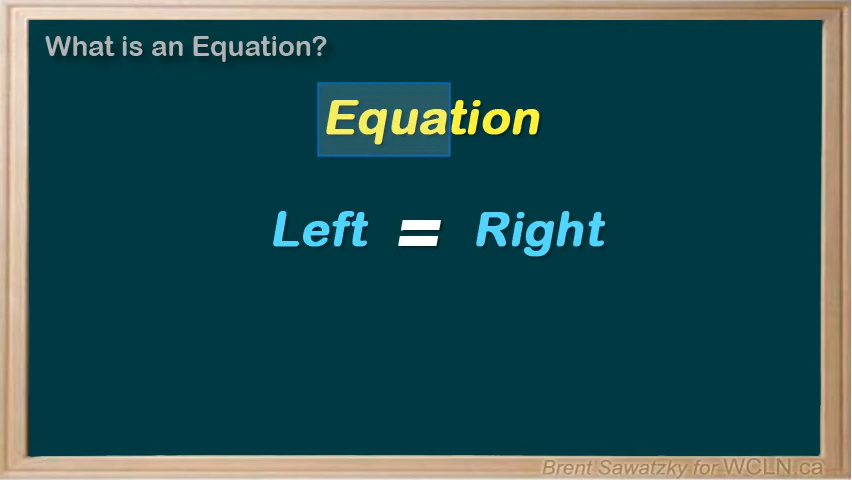 What is an Equation?
Equation
Left = Right
Brent Sawatzky for WCLN.ca